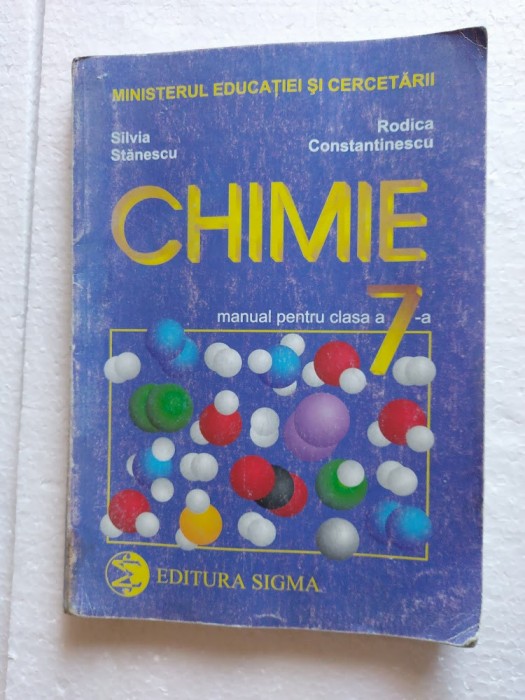 MINISTERUL EDUCAȚIEI ȘI CERCETĂRII
Silvia
Stănescu
Rodica
Constantinescu
CHIMIE
manual pentru clasa a 7-a
EDITURA SIGMA